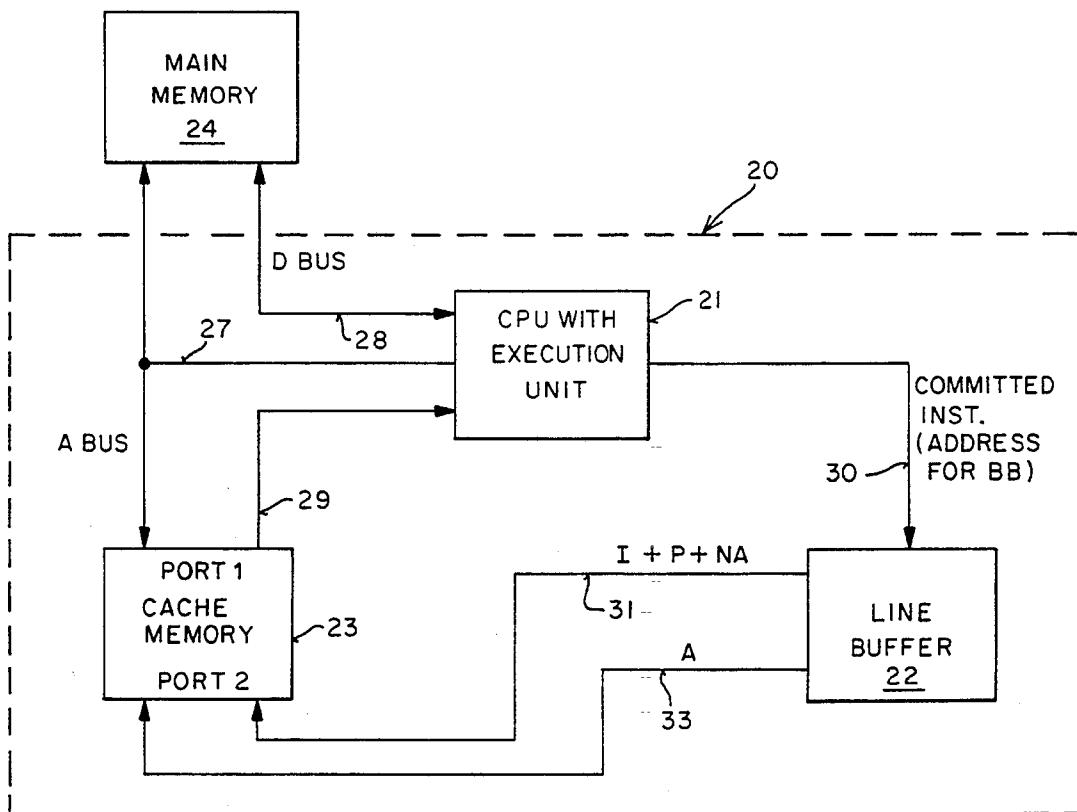 MAIN
MEMORY
24
20
D BUS
28
27
CPU WITH
EXECUTION
UNIT
21
COMMITTED
INST.
(ADDRESS
FOR BB)
30
A BUS
29
PORT 1
CACHE
MEMORY
PORT 2
23
I + P + NA
31
A
33
LINE
BUFFER
22